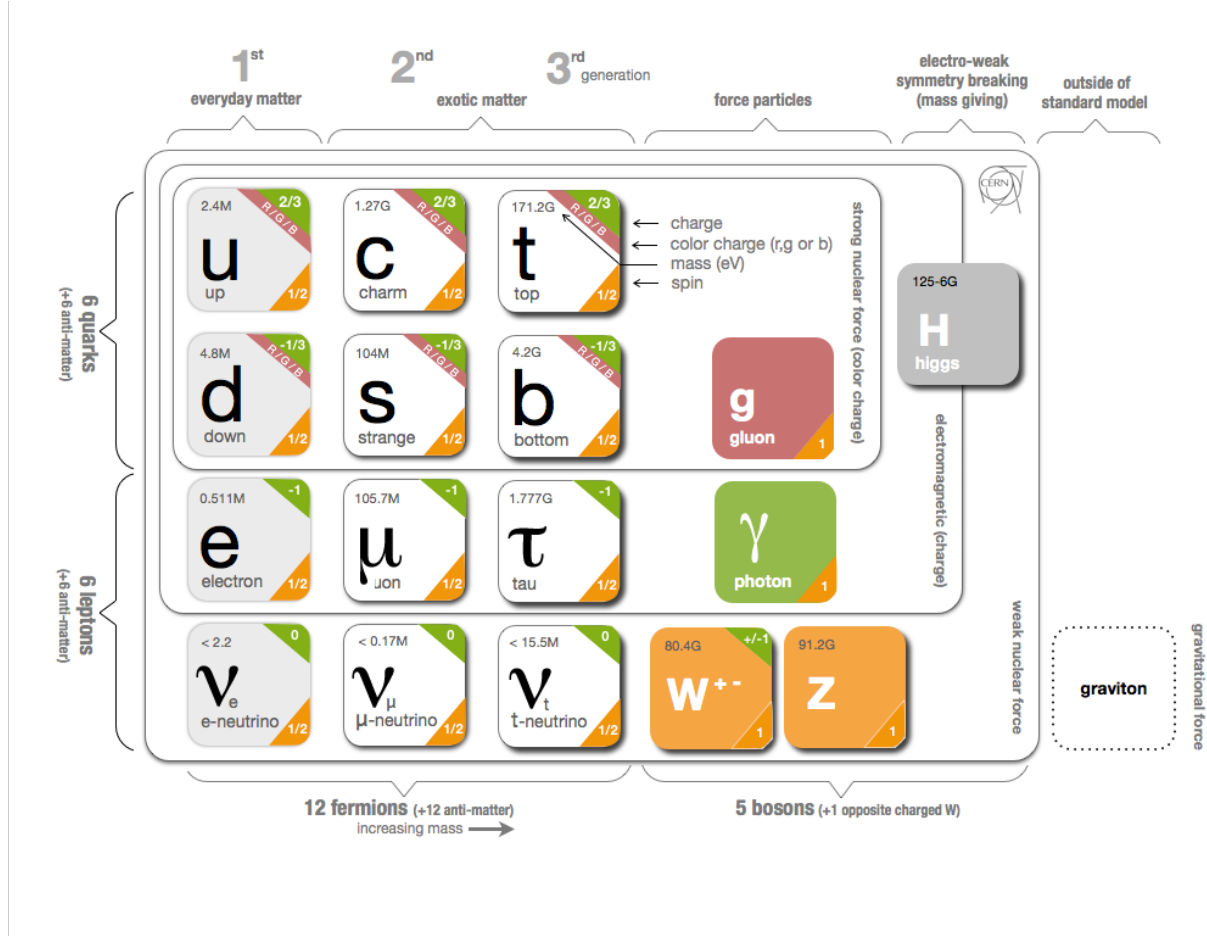 1st
2nd
3rd generation
everyday matter
exotic matter
force particles
electro-weak
symmetry breaking
(mass giving)
outside of
standard model
CERN
6 quarks
(+6 anti-matter)
6 leptons
(+6 anti-matter)
2.4M
2/3
R/G/B
u
up
1/2
1.27G
2/3
R/G/B
c
charm
1/2
171.2G
2/3
R/G/B
t
top
1/2
charge
color charge (r,g or b)
mass (eV)
spin
4.8M
-1/3
R/G/B
d
down
1/2
104M
-1/3
R/G/B
s
strange
1/2
4.2G
-1/3
R/G/B
b
bottom
1/2
g
gluon
1
strong nuclear force (color charge)
125-6G
H
higgs
0.511M
-1
e
electron
1/2
105.7M
-1
μ
uon
1/2
1.777G
-1
τ
tau
1/2
γ
photon
1
electromagnetic (charge)
< 2.2
0
νe
e-neutrino
1/2
< 0.17M
0
νμ
μ-neutrino
1/2
< 15.5M
0
νt
t-neutrino
1/2
80.4G
+/-1
W+-
1
91.2G
Z
1
weak nuclear force
graviton
gravitational force
12 fermions (+12 anti-matter)
increasing mass
5 bosons (+1 opposite charged W)